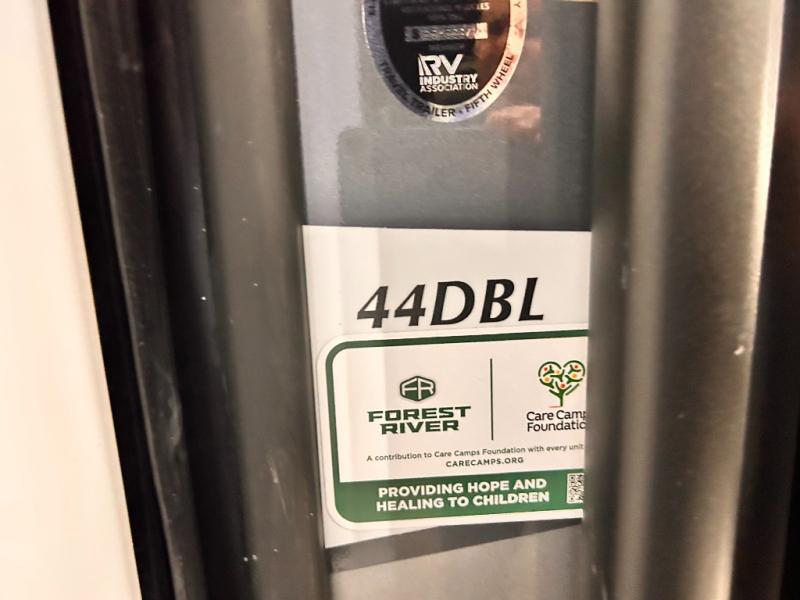 RV
INDUSTRY
ASSOCIATION
TRAVEL TRAILER • FIFTH WHEEL
44DBL
FR
FOREST
RIVER
Care Camp
Foundatio
A contribution to Care Camps Foundation with every unit
CARECAMPS.ORG
PROVIDING HOPE AND
HEALING TO CHILDREN